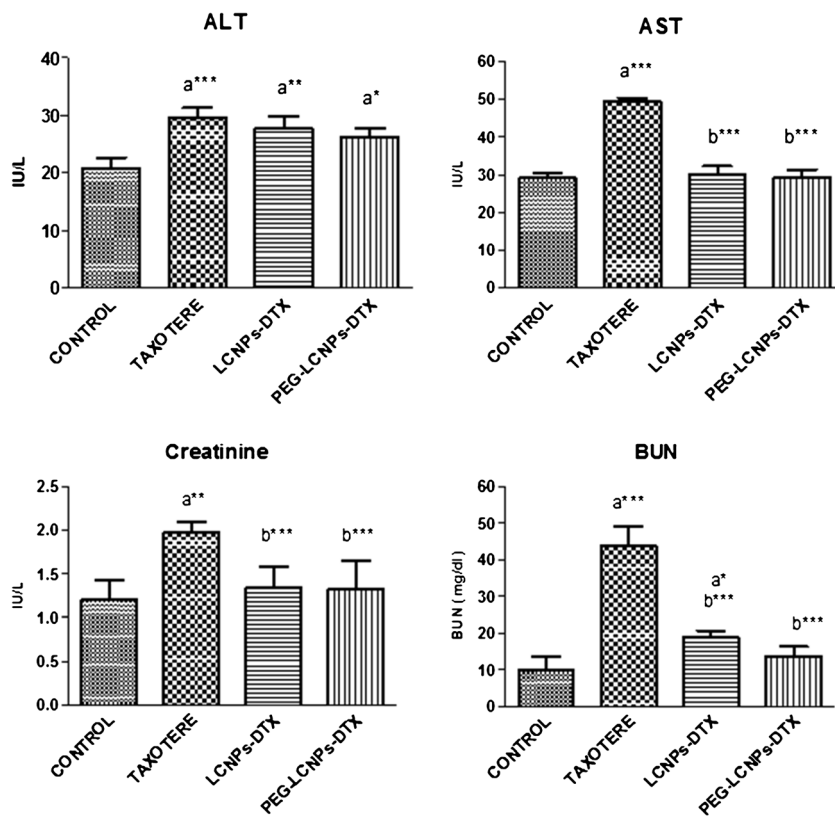 ALT
40
30
20
10
0
IU/L
a***
a**
a*
CONTROL
TAXOTERE
LCNPs-DTX
PEG-LCNPs-DTX
AST
60
50
40
30
20
10
0
IU/L
a***
b***
b***
CONTROL
TAXOTERE
LCNPs-DTX
PEG-LCNPs-DTX
Creatinine
2.5
2.0
1.5
1.0
0.5
0.0
IU/L
a**
b***
b***
CONTROL
TAXOTERE
LCNPs-DTX
PEG-LCNPs-DTX
BUN
60
50
40
30
20
10
0
BUN (mg/dl)
a***
a*
b***
b***
CONTROL
TAXOTERE
LCNPs-DTX
PEG-LCNPs-DTX